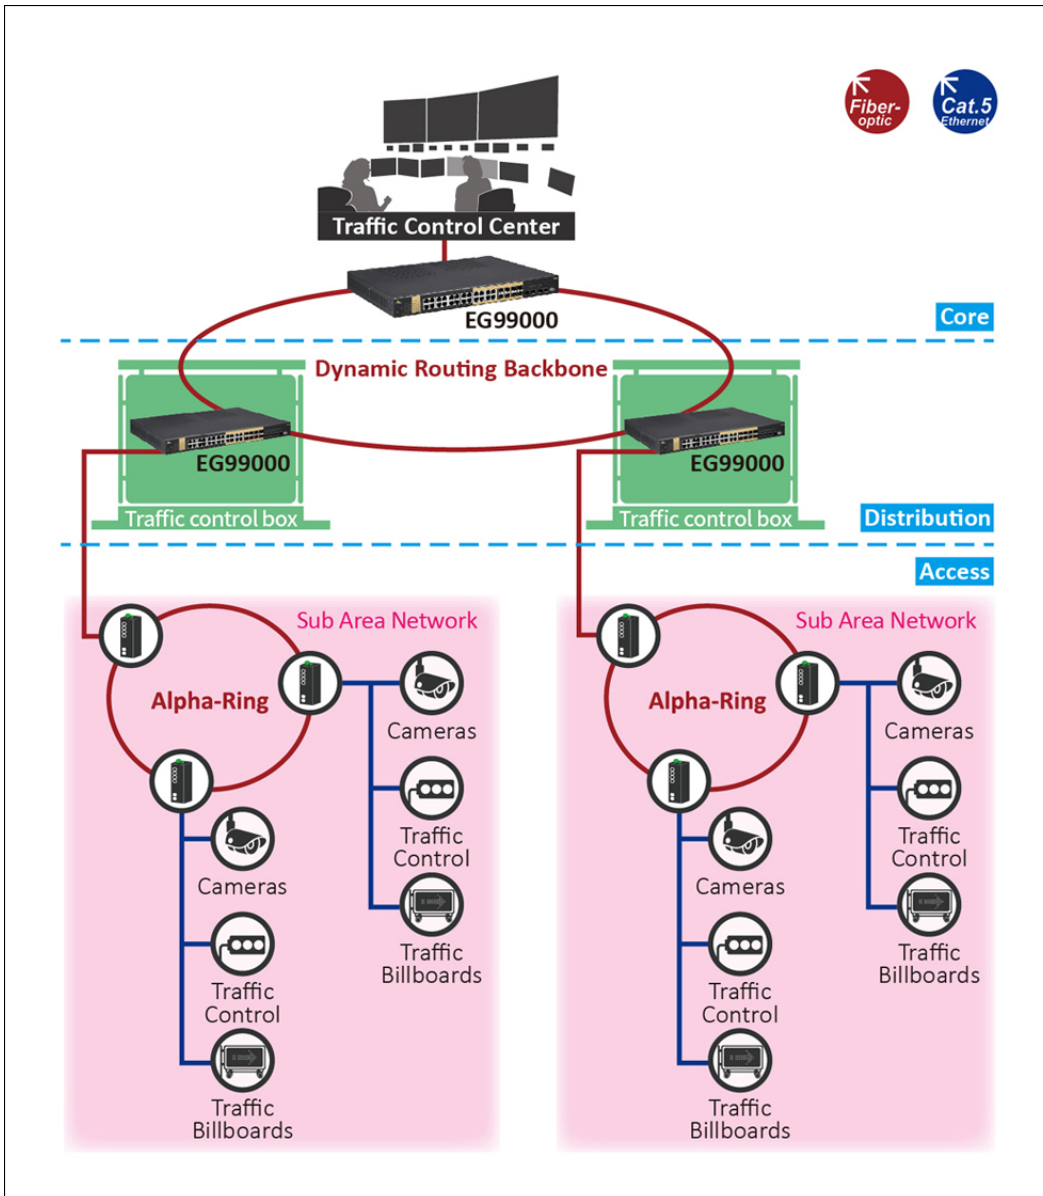 Fiber-
optic
Cat.5
Ethernet
Traffic Control Center
EG99000
Core
Dynamic Routing Backbone
EG99000
EG99000
Traffic control box
Traffic control box
Distribution
Access
Sub Area Network
Sub Area Network
Alpha-Ring
Alpha-Ring
Cameras
Cameras
Traffic
Control
Traffic
Control
Cameras
Cameras
Traffic
Billboards
Traffic
Billboards
Traffic
Control
Traffic
Control
Traffic
Billboards
Traffic
Billboards